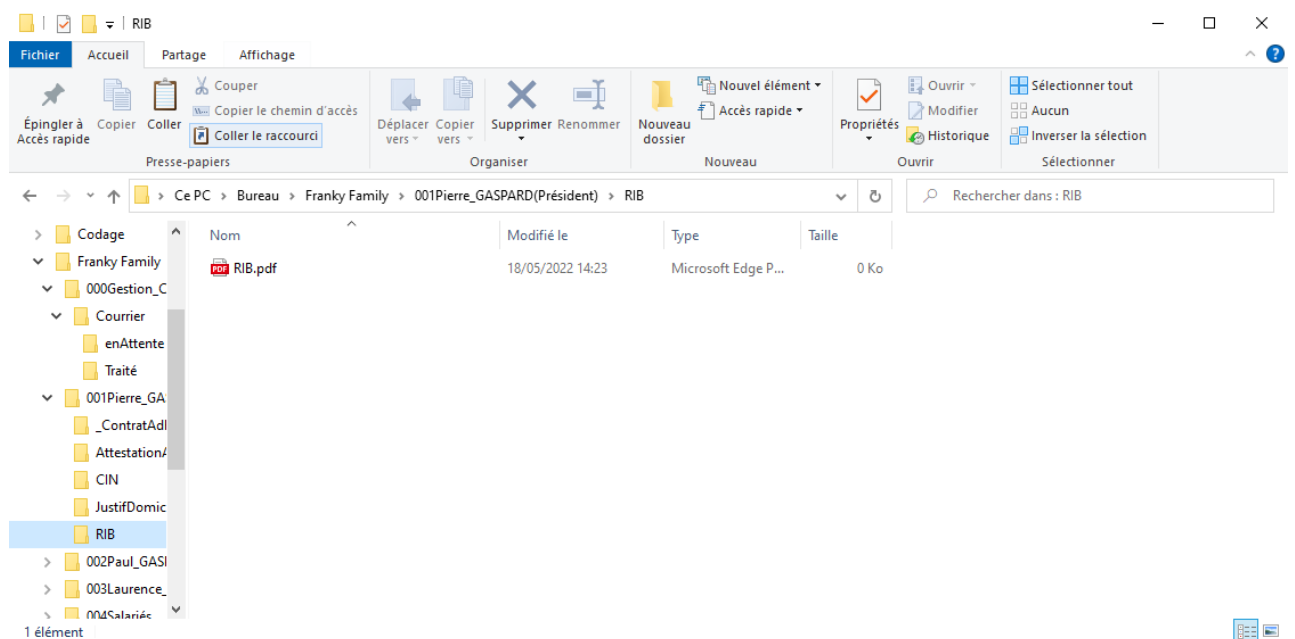 RIB
Fichier Accueil Partage Affichage
Épingler à Accès rapide
Copier
Coller
Couper
Copier le chemin d'accès
Coller le raccourci
Presse-papiers
Déplacer vers
Copier vers
Supprimer
Renommer
Organiser
Nouveau dossier
Nouvel élément
Accès rapide
Nouveau
Propriétés
Ouvrir
Modifier
Historique
Ouvrir
Sélectionner tout
Aucun
Inverser la sélection
Sélectionner
Ce PC > Bureau > Franky Family > 001Pierre_GASPARD(Président) > RIB
Rechercher dans : RIB
Codage
Franky Family
000Gestion_C
Courrier
enAttente
Traité
001Pierre_GA
_ContratAdl
AttestationA
CIN
JustifDomic
RIB
002Paul_GASI
003Laurence_
004Salariés
Nom Modifié le Type Taille
PDF RIB.pdf 18/05/2022 14:23 Microsoft Edge P... 0 Ko
1 élément